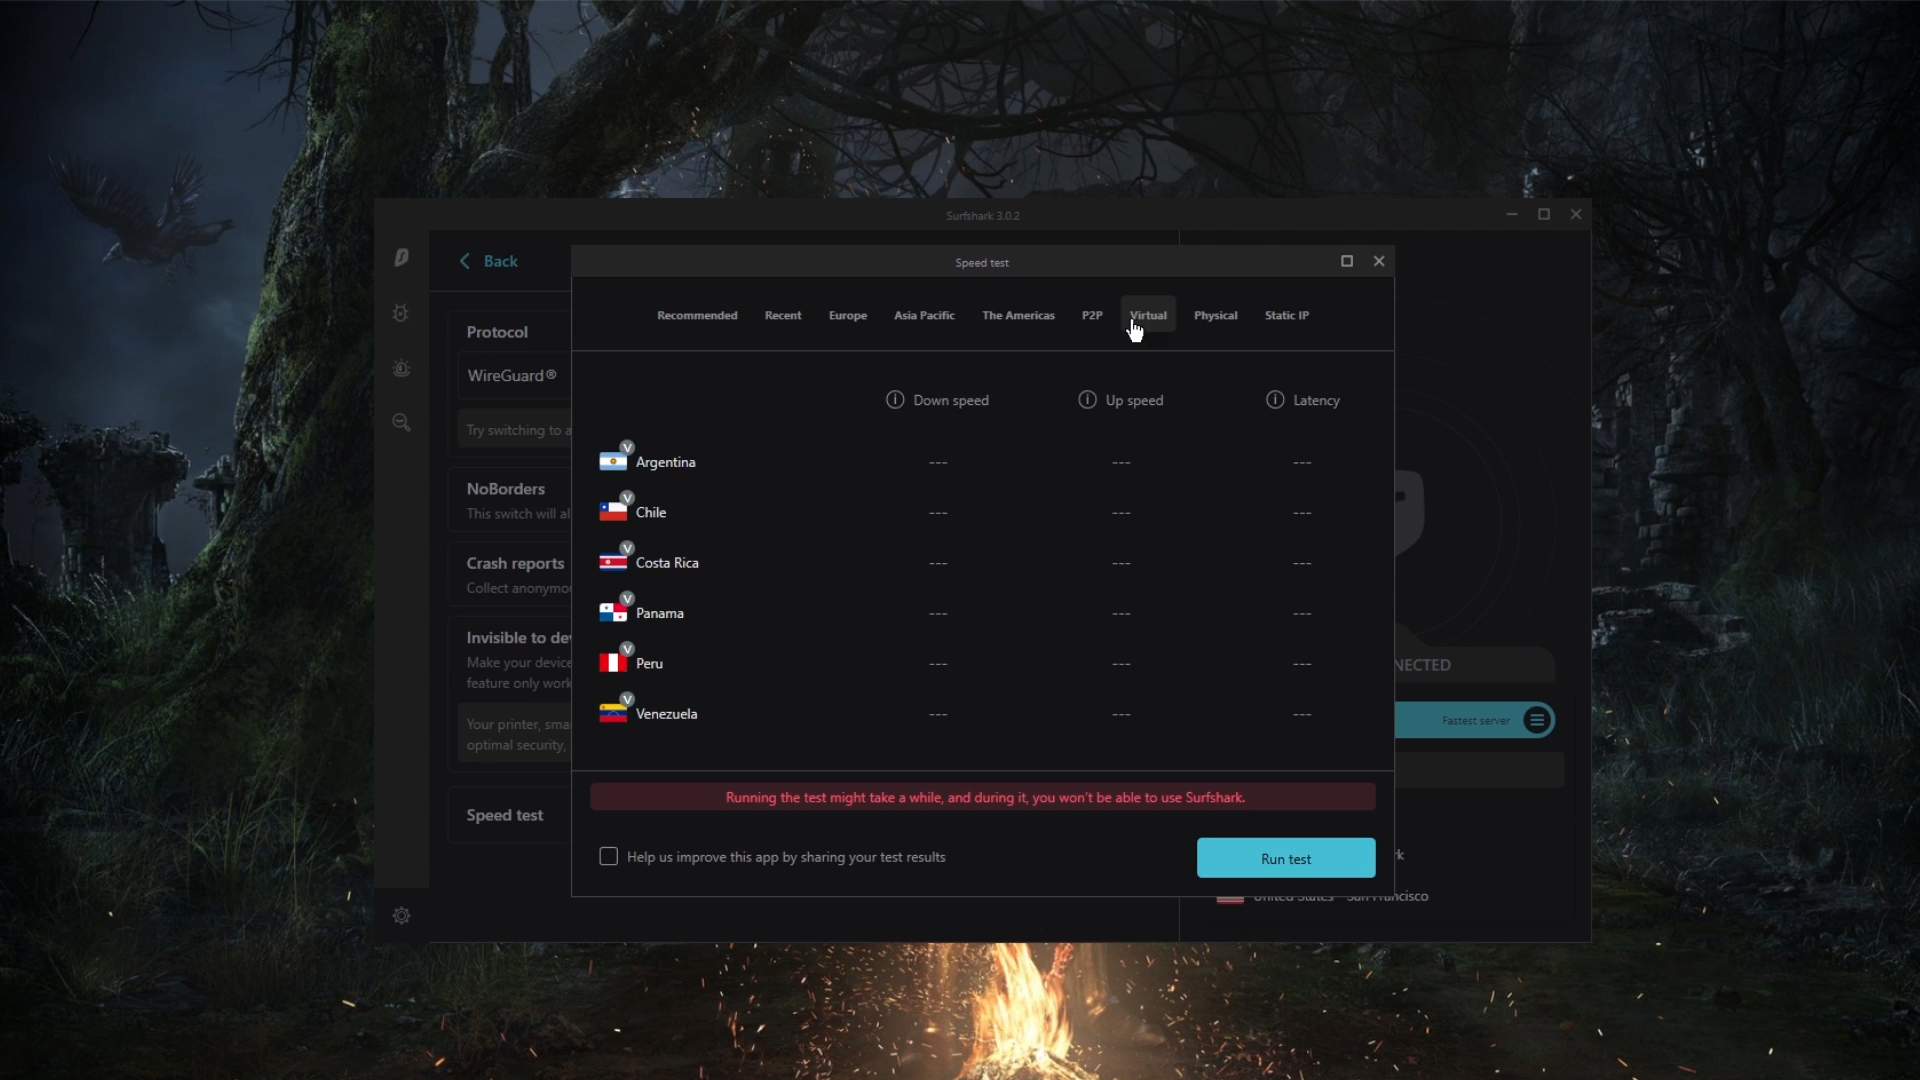 Surfshark 3.0.2
Back
Speed test
Recommended Recent Europe Asia Pacific The Americas P2P Virtual Physical Static IP
Protocol
WireGuard®
Try switching to a
NoBorders
This switch will al
Crash reports
Collect anonymo
Invisible to de
Make your device
feature only work
Your printer, sma
optimal security,
Speed test
Down speed Up speed Latency
V
Argentina --- --- ---
V
Chile --- --- ---
V
Costa Rica --- --- ---
V
Panama --- --- ---
V
Peru --- --- ---
V
Venezuela --- --- ---
Running the test might take a while, and during it, you won't be able to use Surfshark.
Help us improve this app by sharing your test results
Run test
NECTED
Fastest server
rk
United States - San Francisco